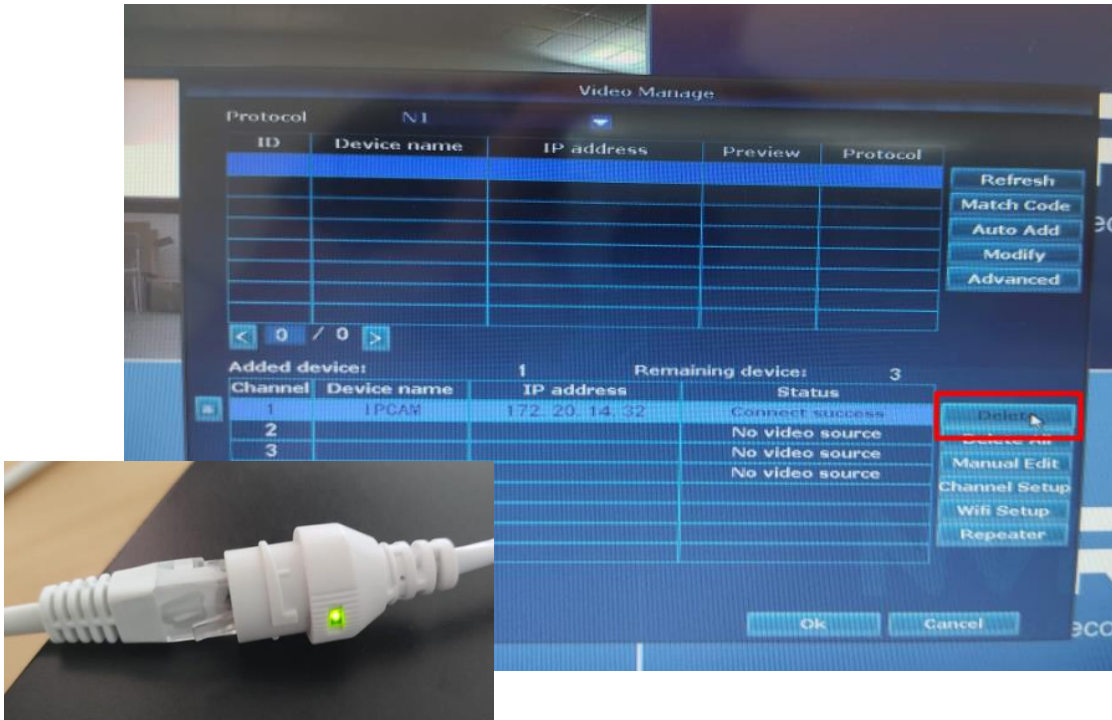 Video Manage
Protocol N1
ID Device name IP address Preview Protocol
Refresh
Match Code
Auto Add
Modify
Advanced
< 0 / 0 >
Added device: 1 Remaining device: 3
Channel Device name IP address Status
1 IPCAM 172. 20. 14. 32 Connect success
Delete
2 No video source
Delete All
3 No video source
Manual Edit
No video source
Channel Setup
Wifi Setup
Repeater
Ok Cancel